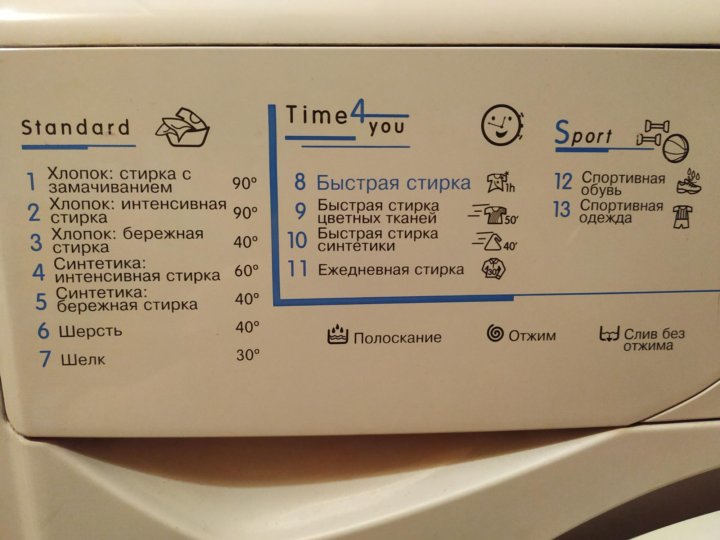 Standard
1 Хлопок: стирка с
замачиванием 90°
2 Хлопок: интенсивная
стирка 90°
3 Хлопок: бережная
стирка 40°
4 Синтетика:
интенсивная стирка 60°
5 Синтетика:
бережная стирка 40°
6 Шерсть 40°
7 Шелк 30°
Time4you
8 Быстрая стирка 1h
9 Быстрая стирка
цветных тканей 50'
10 Быстрая стирка
синтетики 40'
11 Ежедневная стирка 30'
Sport
12 Спортивная
обувь
13 Спортивная
одежда
Полоскание
Отжим
Слив без
отжима